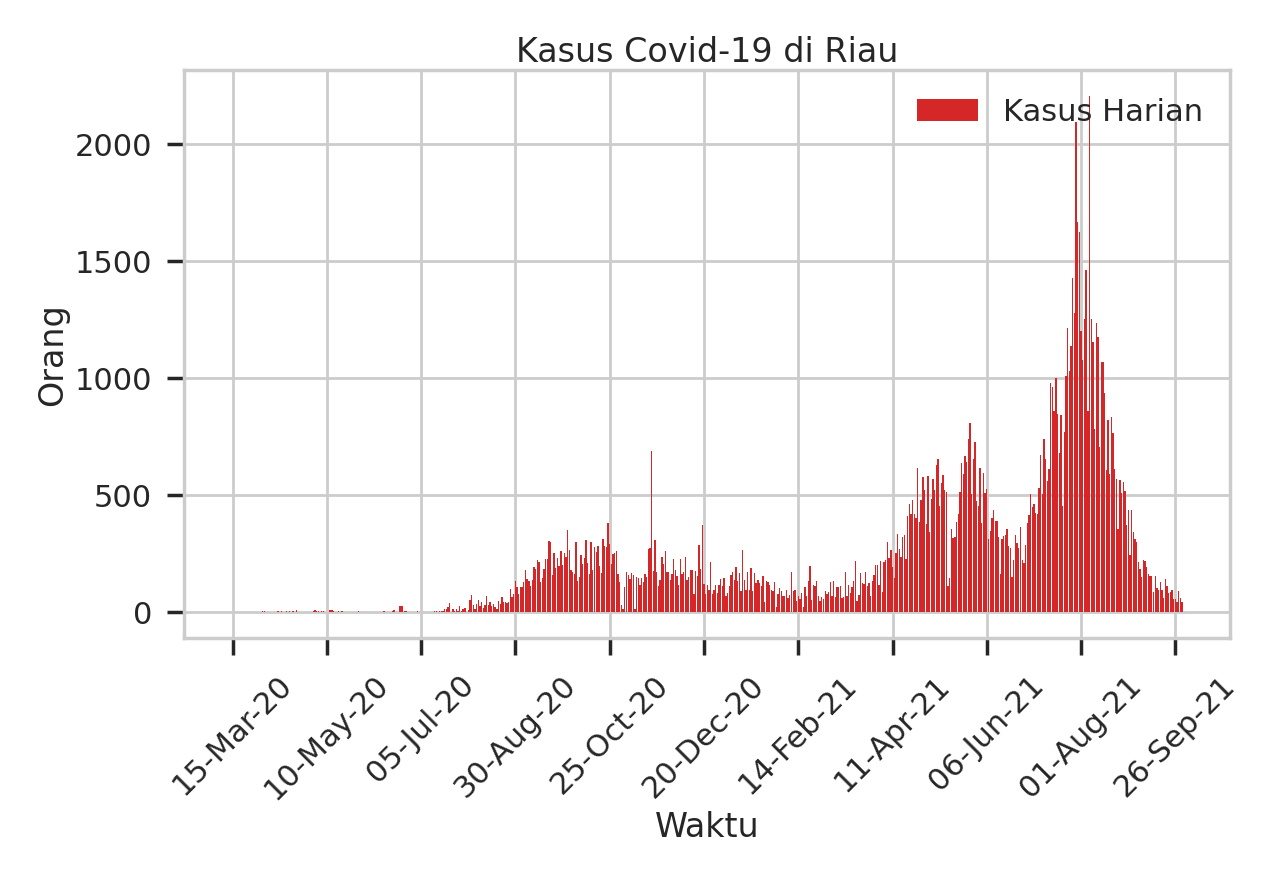 Kasus Covid-19 di Riau
Kasus Harian
2000
1500
1000
500
0
Orang
15-Mar-20
10-May-20
05-Jul-20
30-Aug-20
25-Oct-20
20-Dec-20
14-Feb-21
11-Apr-21
06-Jun-21
01-Aug-21
26-Sep-21
Waktu